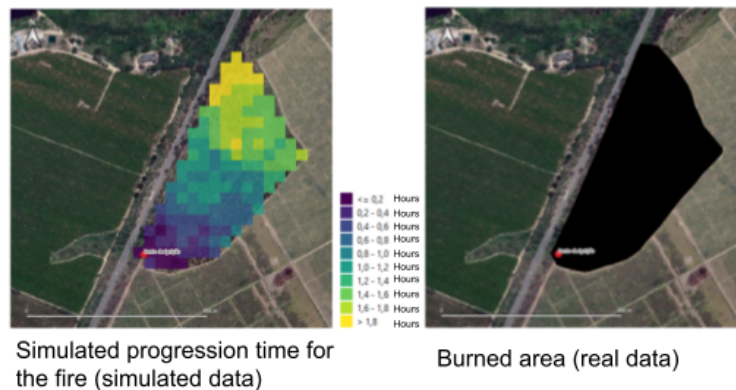 <= 0,2 Hours
0,2 - 0,4 Hours
0,4 - 0,6 Hours
0,6 - 0,8 Hours
0,8 - 1,0 Hours
1,0 - 1,2 Hours
1,2 - 1,4 Hours
1,4 - 1,6 Hours
1,6 - 1,8 Hours
> 1,8 Hours
Simulated progression time for
the fire (simulated data)
Burned area (real data)